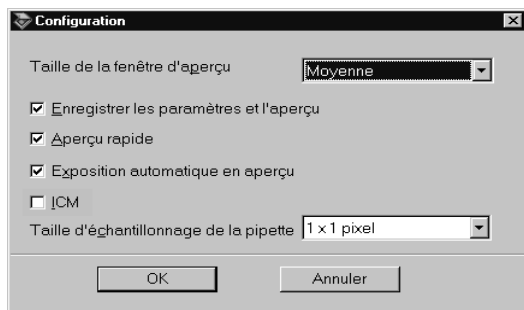 Configuration
Taille de la fenêtre d'aperçu
Moyenne
Enregistrer les paramètres et l'aperçu
Aperçu rapide
Exposition automatique en aperçu
ICM
Taille d'échantillonnage de la pipette
1 x 1 pixel
OK
Annuler